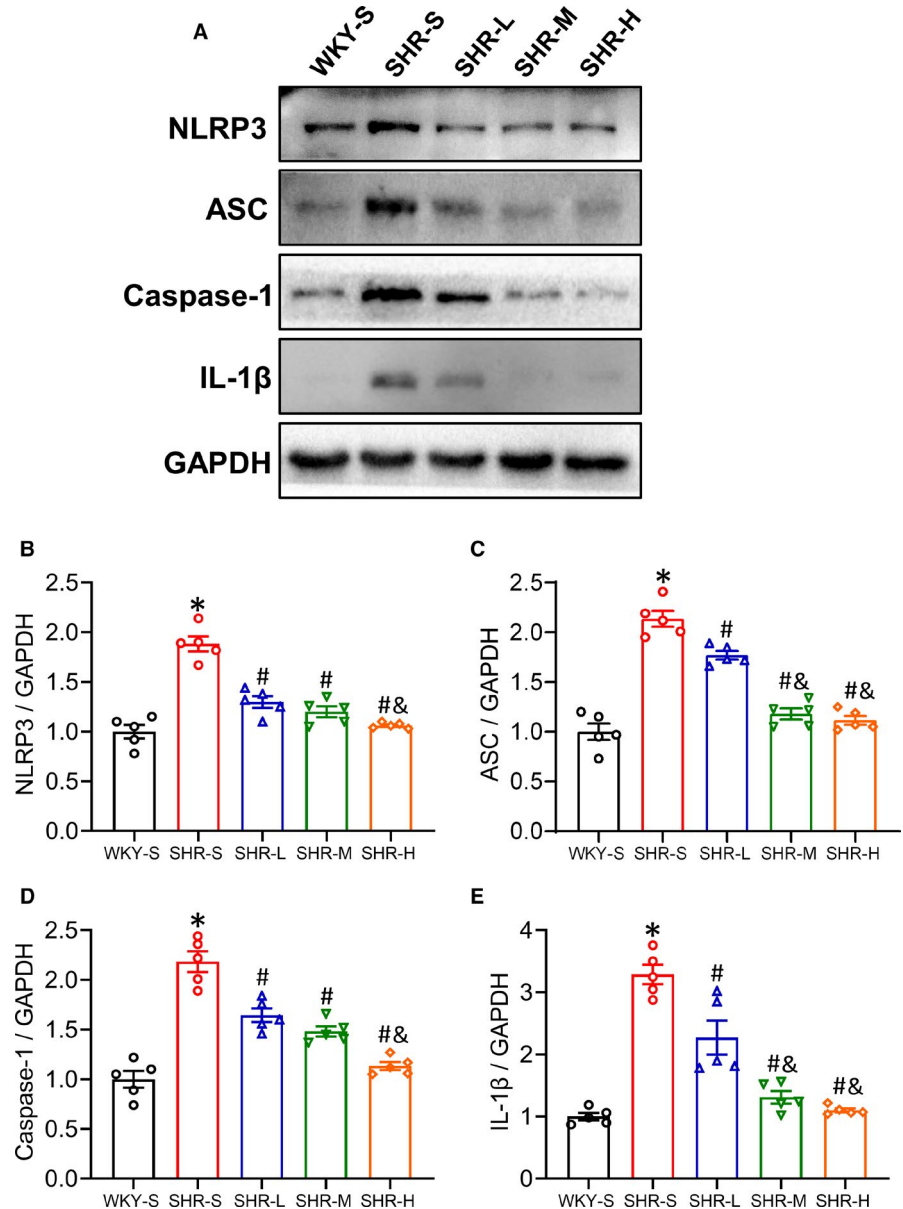 A
WKY-S SHR-S SHR-L SHR-M SHR-H
NLRP3
ASC
Caspase-1
IL-1β
GAPDH
B
NLRP3 / GAPDH
2.5
2.0
1.5
1.0
0.5
0.0
*
#
#
#&
WKY-S SHR-S SHR-L SHR-M SHR-H
C
ASC / GAPDH
2.5
2.0
1.5
1.0
0.5
0.0
*
#
#&
#&
WKY-S SHR-S SHR-L SHR-M SHR-H
D
Caspase-1 / GAPDH
2.5
2.0
1.5
1.0
0.5
0.0
*
#
#
#&
WKY-S SHR-S SHR-L SHR-M SHR-H
E
IL-1β / GAPDH
4
3
2
1
0
*
#
#&
#&
WKY-S SHR-S SHR-L SHR-M SHR-H